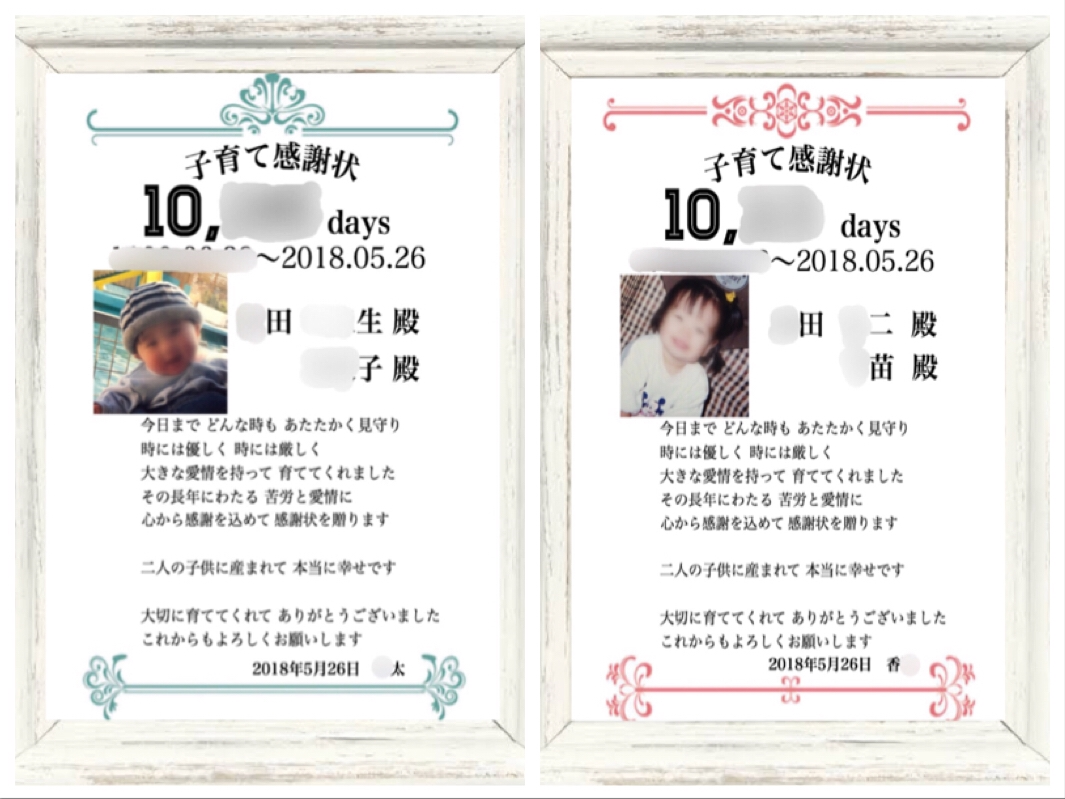 子育て感謝状
10,
days
～2018.05.26
田 生 殿
子 殿
今日まで どんな時も あたたかく見守り
時には優しく 時には厳しく
大きな愛情を持って 育ててくれました
その長年にわたる 苦労と愛情に
心から感謝を込めて 感謝状を贈ります
二人の子供に産まれて 本当に幸せです
大切に育ててくれて ありがとうございました
これからもよろしくお願いします
2018年5月26日 太
子育て感謝状
10,
days
～2018.05.26
田 二 殿
苗 殿
今日まで どんな時も あたたかく見守り
時には優しく 時には厳しく
大きな愛情を持って 育ててくれました
その長年にわたる 苦労と愛情に
心から感謝を込めて 感謝状を贈ります
二人の子供に産まれて 本当に幸せです
大切に育ててくれて ありがとうございました
これからもよろしくお願いします
2018年5月26日 香